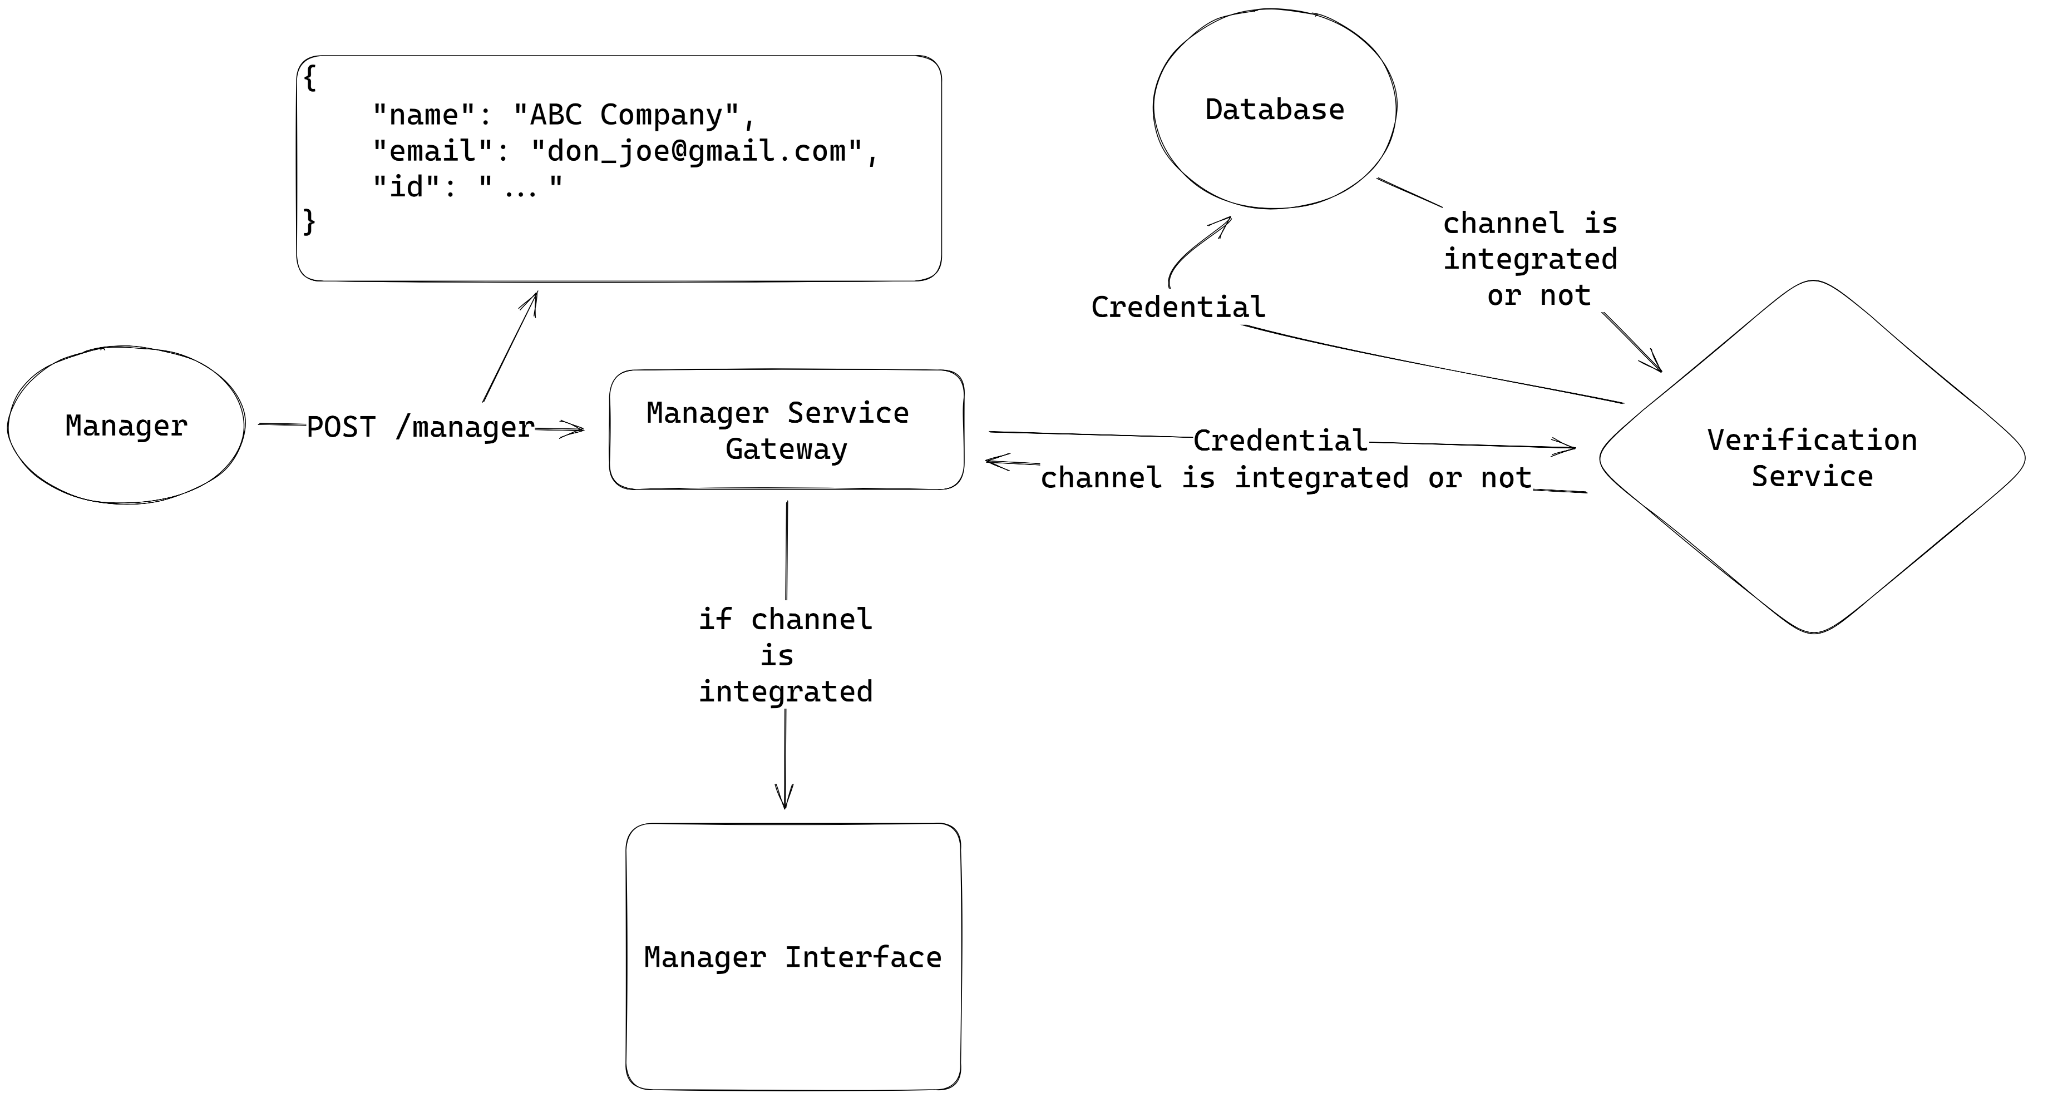 {
"name": "ABC Company",
"email": "don_joe@gmail.com",
"id": "..."
}
Database
channel is
integrated
or not
Credential
Manager
POST /manager
Manager Service
Gateway
Credential
channel is integrated or not
Verification
Service
if channel
is
integrated
Manager Interface